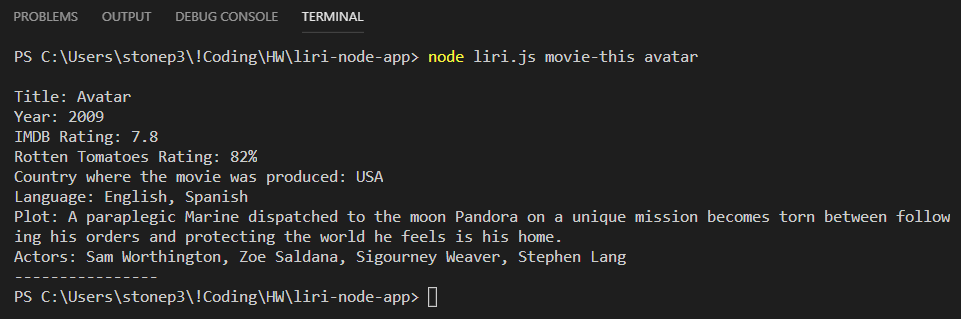 PROBLEMS OUTPUT DEBUG CONSOLE TERMINAL
PS C:\Users\stonep3\!Coding\HW\liri-node-app> node liri.js movie-this avatar
Title: Avatar
Year: 2009
IMDB Rating: 7.8
Rotten Tomatoes Rating: 82%
Country where the movie was produced: USA
Language: English, Spanish
Plot: A paraplegic Marine dispatched to the moon Pandora on a unique mission becomes torn between follow
ing his orders and protecting the world he feels is his home.
Actors: Sam Worthington, Zoe Saldana, Sigourney Weaver, Stephen Lang
----------------
PS C:\Users\stonep3\!Coding\HW\liri-node-app>